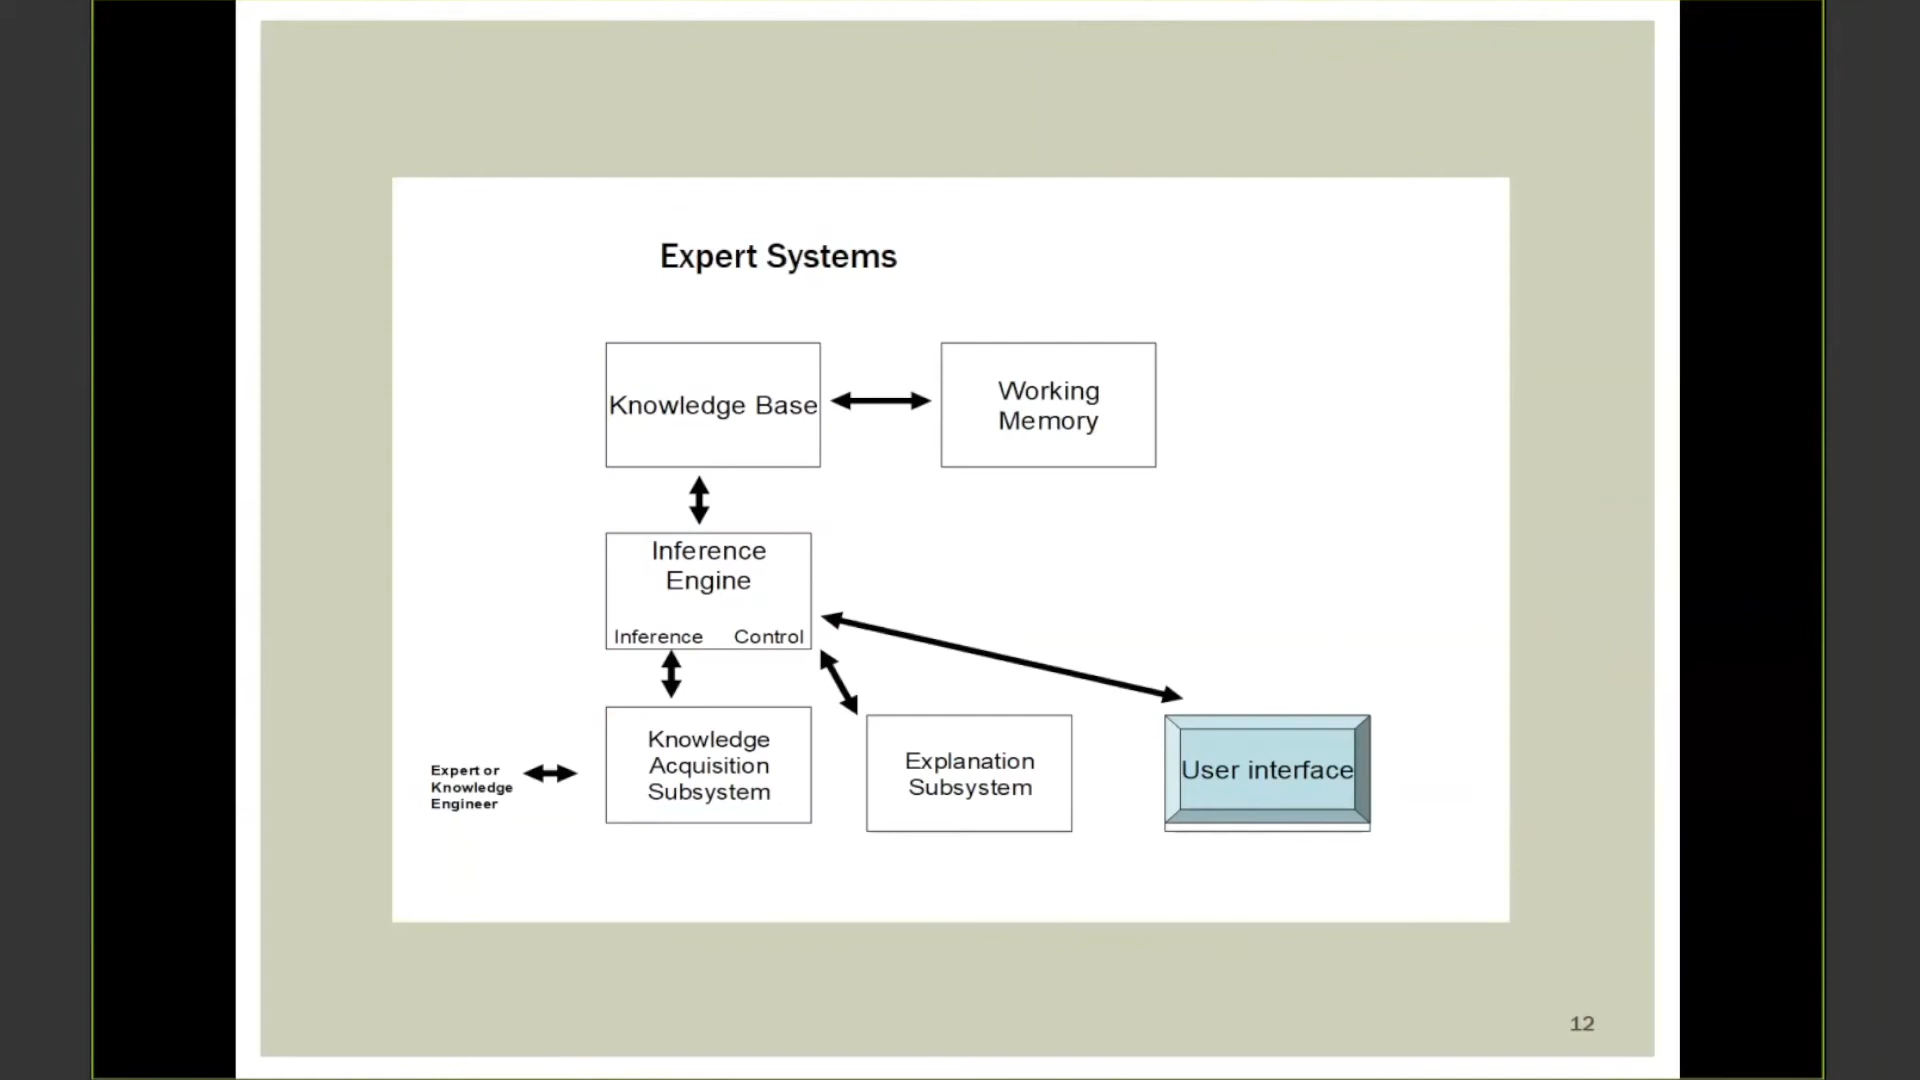 Expert Systems
Knowledge Base
Working
Memory
Inference
Engine
Inference Control
Knowledge
Acquisition
Subsystem
Expert or
Knowledge
Engineer
Explanation
Subsystem
User interface
12